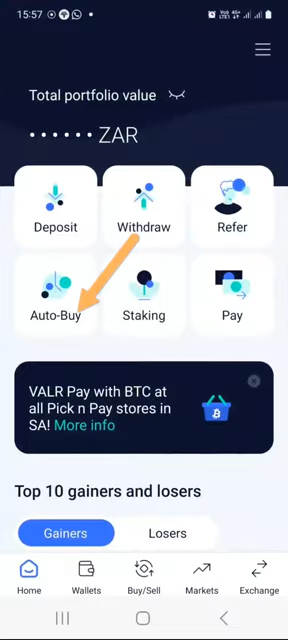 15:57
Total portfolio value
•••••• ZAR
Deposit
Withdraw
Refer
Auto-Buy
Staking
Pay
VALR Pay with BTC at
all Pick n Pay stores in
SA! More info
Top 10 gainers and losers
Gainers
Losers
Home
Wallets
Buy/Sell
Markets
Exchange